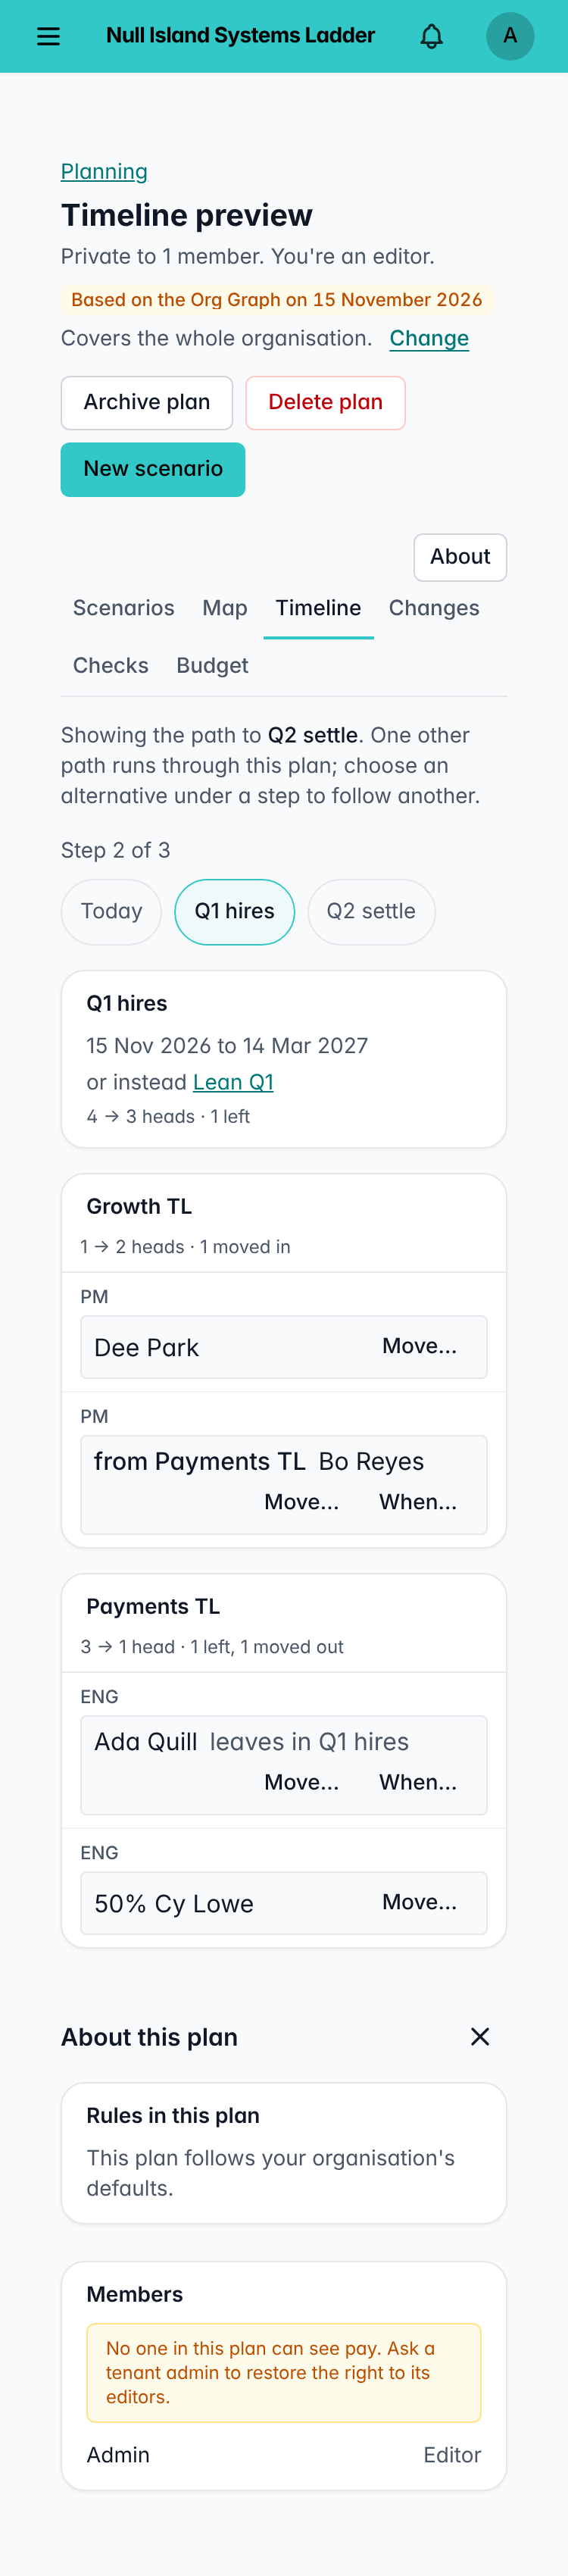 Null Island Systems Ladder
A
Planning
Timeline preview
Private to 1 member. You're an editor.
Based on the Org Graph on 15 November 2026
Covers the whole organisation. Change
Archive plan
Delete plan
New scenario
About
Scenarios Map Timeline Changes
Checks Budget
Showing the path to Q2 settle. One other
path runs through this plan; choose an
alternative under a step to follow another.
Step 2 of 3
Today
Q1 hires
Q2 settle
Q1 hires
15 Nov 2026 to 14 Mar 2027
or instead Lean Q1
4 → 3 heads · 1 left
Growth TL
1 → 2 heads · 1 moved in
PM
Dee Park Move...
PM
from Payments TL Bo Reyes
Move... When...
Payments TL
3 → 1 head · 1 left, 1 moved out
ENG
Ada Quill leaves in Q1 hires
Move... When...
ENG
50% Cy Lowe Move...
About this plan
Rules in this plan
This plan follows your organisation's
defaults.
Members
No one in this plan can see pay. Ask a
tenant admin to restore the right to its
editors.
Admin Editor